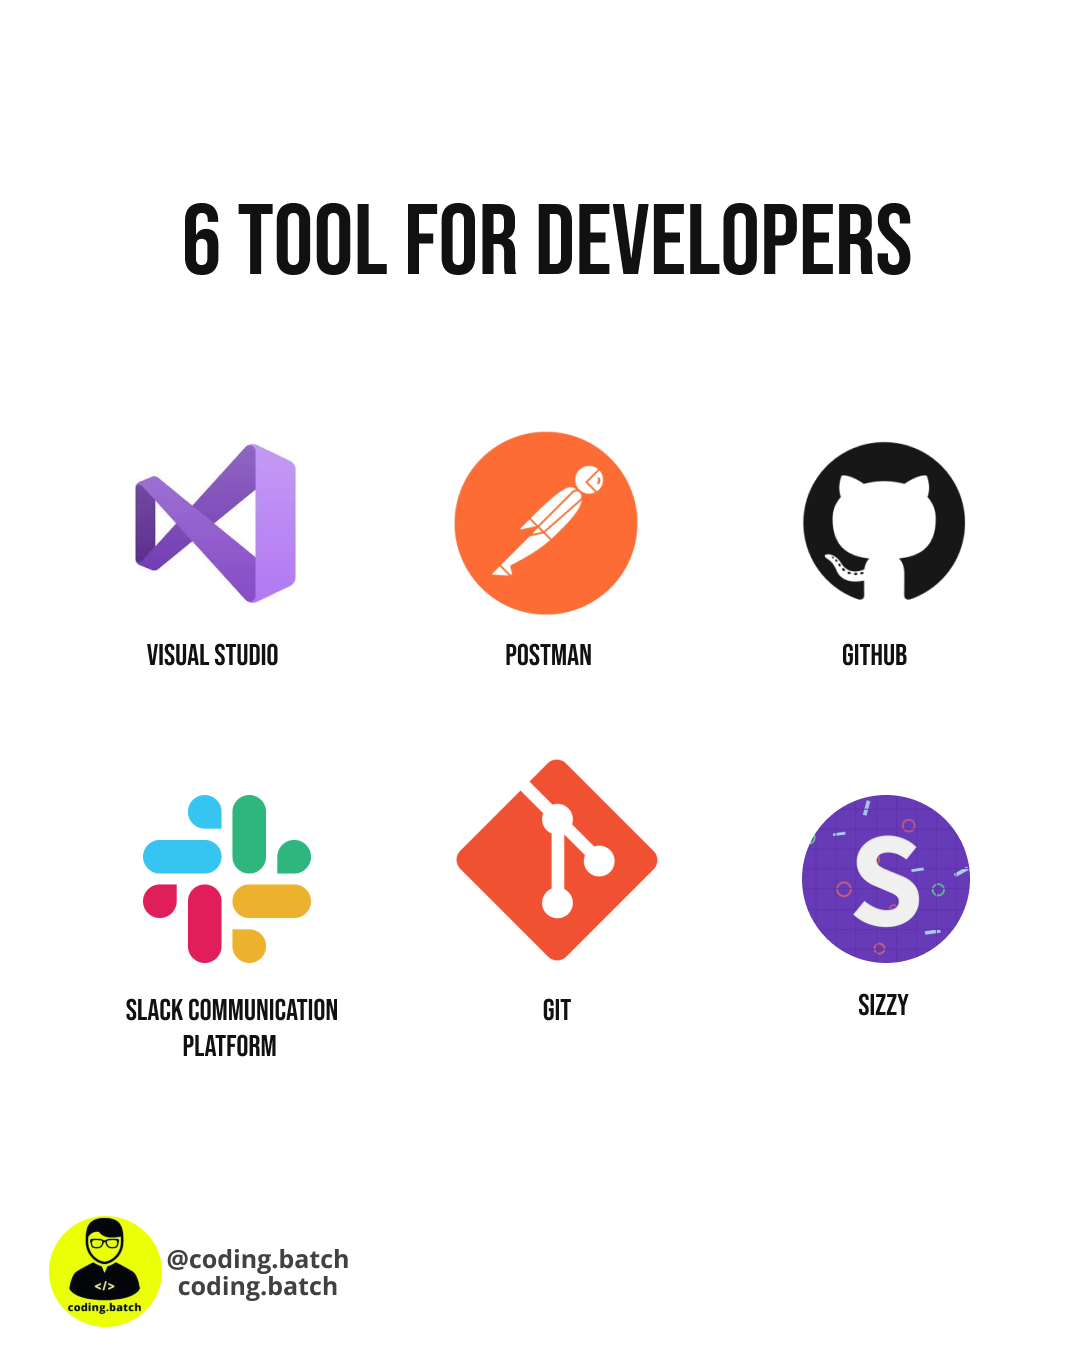 6 TOOL FOR DEVELOPERS
VISUAL STUDIO
POSTMAN
GITHUB
S
SLACK COMMUNICATION
PLATFORM
GIT
SIZZY
</>
coding.batch
@coding.batch
coding.batch